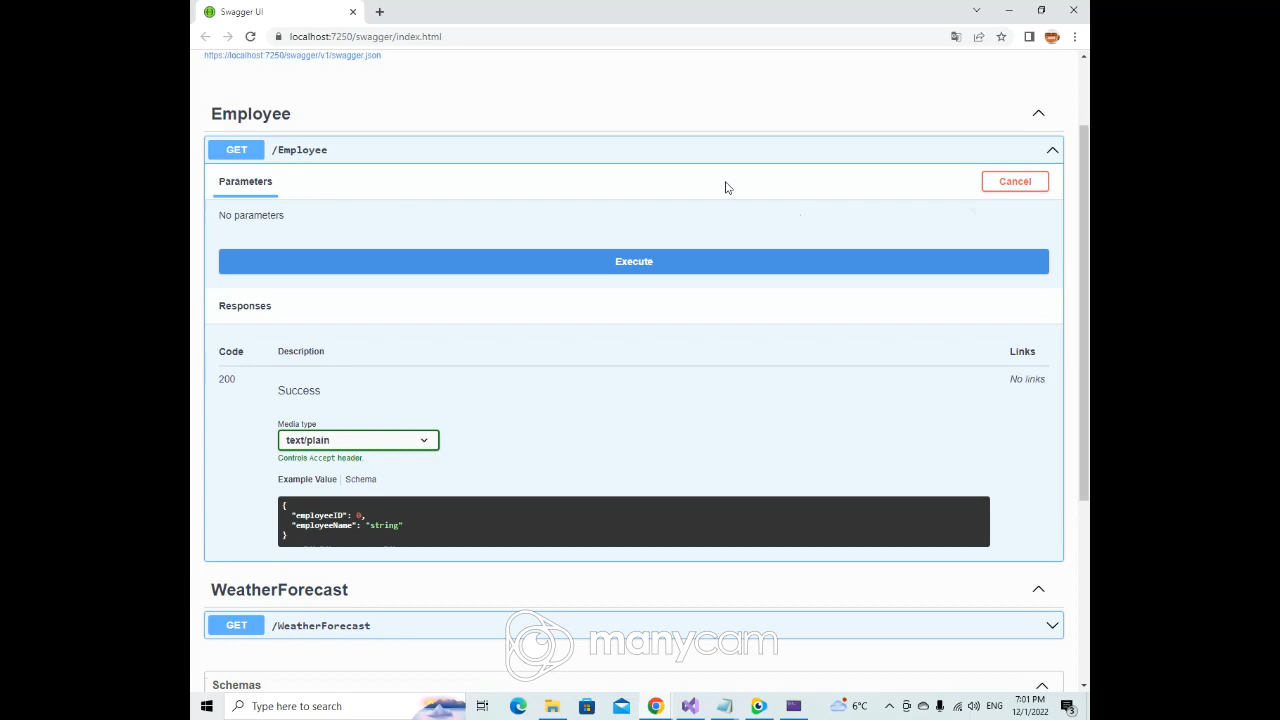 Swagger UI
https://localhost:7250/swagger/index.html
https://localhost:7250/swagger/v1/swagger.json
Employee
GET /Employee
Parameters
Cancel
No parameters
Execute
Responses
Code Description Links
200 Success No links
Media type
text/plain
Controls Accept header.
Example Value Schema
{
"employeeID": 0,
"employeeName": "string"
}
WeatherForecast
GET /WeatherForecast
manycam
Schemas
Type here to search
6°C
ENG
7:01 PM
12/1/2022
3